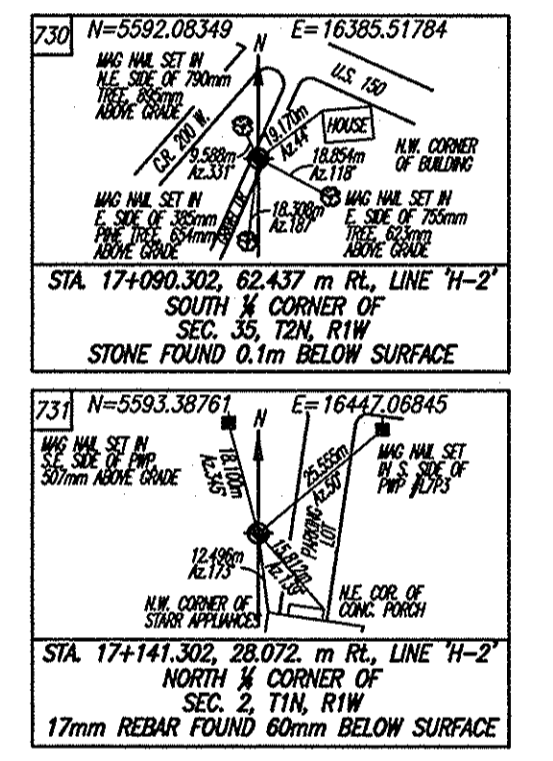 730 N=5592.08349 E=16385.51784
N
MAG NAIL SET IN
N.E. SIDE OF 790mm
TREE, 895mm
ABOVE GRADE
U.S. 150
C.R. 200 W.
19.170m
Az.44°
HOUSE
N.W. CORNER
OF BUILDING
9.588m
Az.331°
18.854m
Az.118°
MAG NAIL SET IN
E. SIDE OF 385mm
PINE TREE, 654mm
ABOVE GRADE
18.308m
Az.187°
MAG NAIL SET IN
E. SIDE OF 755mm
TREE, 623mm
ABOVE GRADE
STA. 17+090.302, 62.437 m Rt., LINE 'H-2'
SOUTH ¼ CORNER OF
SEC. 35, T2N, R1W
STONE FOUND 0.1m BELOW SURFACE
731 N=5593.38761 E=16447.06845
N
MAG NAIL SET IN
S.E. SIDE OF PWP
507mm ABOVE GRADE
18.100m
Az.345°
25.555m
Az.50°
MAG NAIL SET
IN S. SIDE OF
PWP #L7P3
PARKING
LOT
12.496m
Az.173°
15.812m
Az.139°
N.W. CORNER OF
STARR APPLIANCES
N.E. COR. OF
CONC. PORCH
STA. 17+141.302, 28.072. m Rt., LINE 'H-2'
NORTH ¼ CORNER OF
SEC. 2, T1N, R1W
17mm REBAR FOUND 60mm BELOW SURFACE